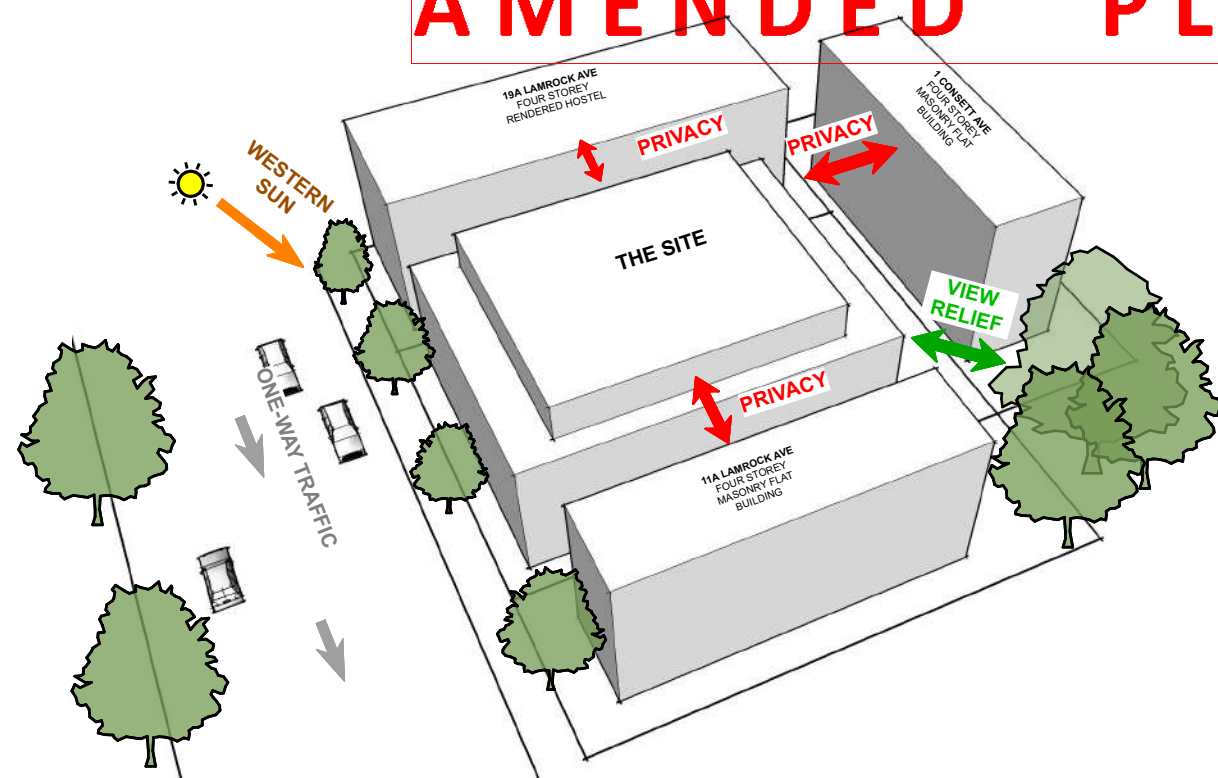 AMENDED PL
19A LAMROCK AVE
FOUR STOREY
RENDERED HOSTEL
1 CONSETT AVE
FOUR STOREY
MASONRY FLAT
BUILDING
PRIVACY
PRIVACY
WESTERN
SUN
THE SITE
VIEW
RELIEF
ONE-WAY TRAFFIC
PRIVACY
11A LAMROCK AVE
FOUR STOREY
MASONRY FLAT
BUILDING